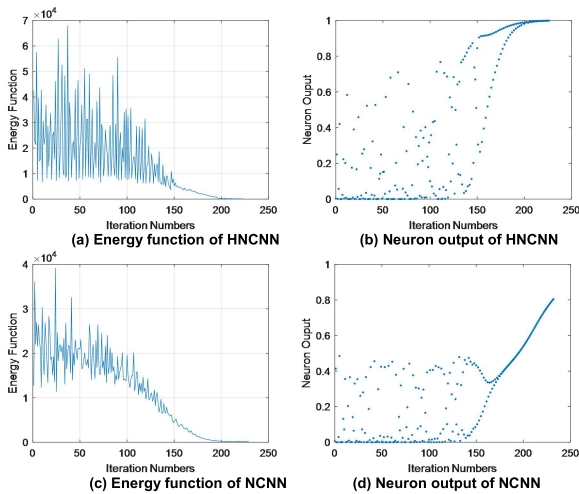 ×10⁴
7
6
5
4
3
2
1
0
Energy Function
0 50 100 150 200 250
Iteration Numbers
(a) Energy function of HNCNN
1
0.8
0.6
0.4
0.2
0
Neuron Ouput
0 50 100 150 200 250
Iteration Numbers
(b) Neuron output of HNCNN
×10⁴
4
3
2
1
0
Energy Function
0 50 100 150 200 250
Iteration Numbers
(c) Energy function of NCNN
1
0.8
0.6
0.4
0.2
0
Neuron Ouput
0 50 100 150 200 250
Iteration Numbers
(d) Neuron output of NCNN